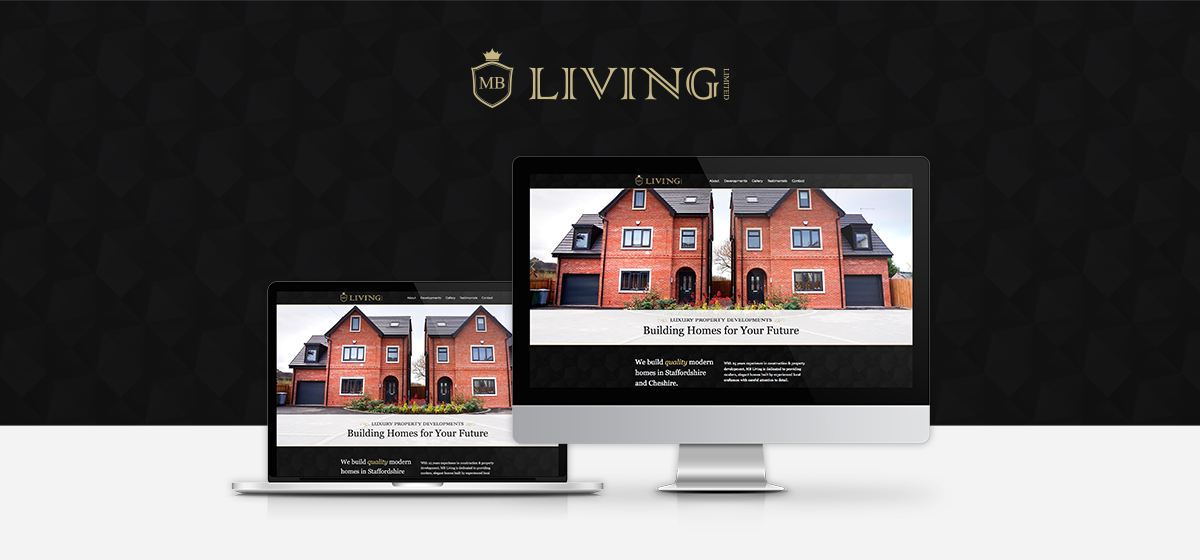 MB
LIVING
LIMITED
MB LIVING
About Developments Gallery Testimonials Contact
LUXURY PROPERTY DEVELOPMENTS
Building Homes for Your Future
We build quality modern
homes in Staffordshire
and Cheshire.
With 25 years experience in construction & property
development, MB Living is dedicated to providing
modern, elegant homes built by experienced local
craftsmen with careful attention to detail.
MB LIVING
About Developments Gallery Testimonials Contact
LUXURY PROPERTY DEVELOPMENTS
Building Homes for Your Future
We build quality modern
homes in Staffordshire
With 25 years experience in construction & property
development, MB Living is dedicated to providing
modern, elegant homes built by experienced local